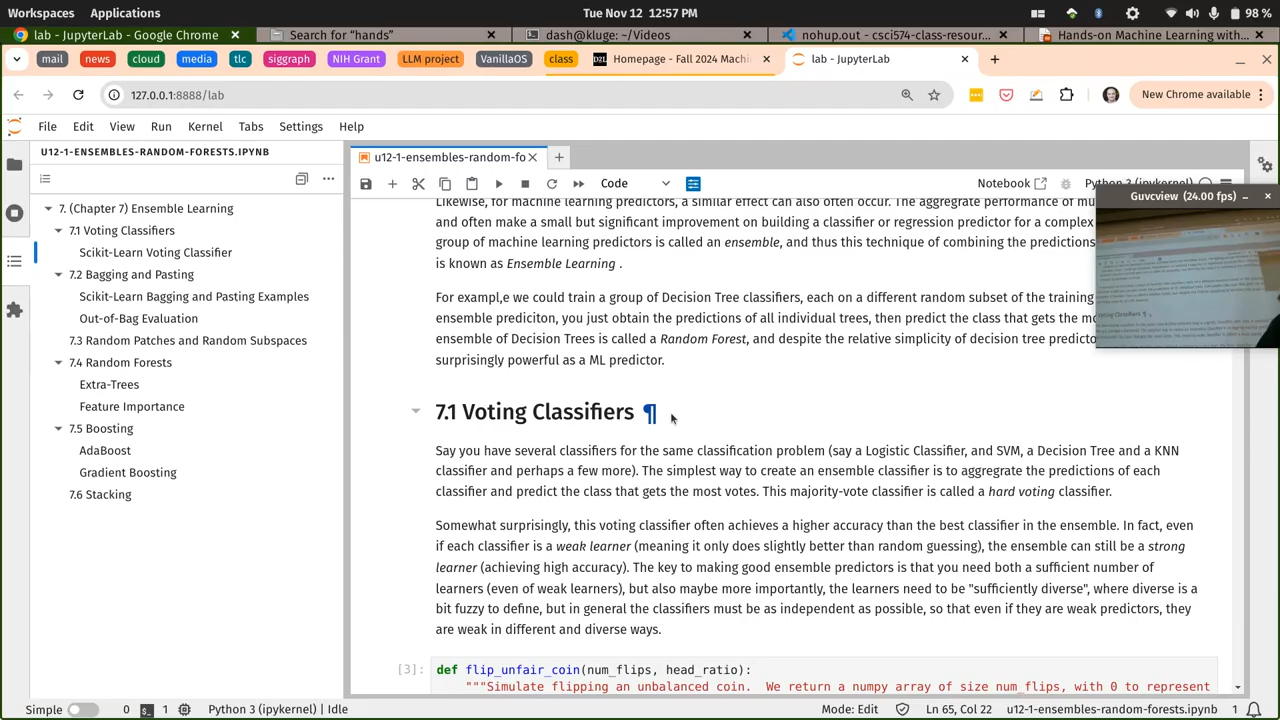 Workspaces Applications Tue Nov 12 12:57 PM 98 %
lab - JupyterLab - Google Chrome × Search for “hands” × dash@kluge: ~/Videos × nohup.out - csci574-class-resour... × Hands-on Machine Learning with... ×
mail news cloud media tlc siggraph NIH Grant LLM project VanillaOS class D2L Homepage - Fall 2024 Machi × lab - JupyterLab × +
127.0.0.1:8888/lab New Chrome available
File Edit View Run Kernel Tabs Settings Help
U12-1-ENSEMBLES-RANDOM-FORESTS.IPYNB
u12-1-ensembles-random-fo × +
Code Notebook Python 3 (ipykernel)
Guvcview (24.00 fps)
7. (Chapter 7) Ensemble Learning
7.1 Voting Classifiers
Scikit-Learn Voting Classifier
7.2 Bagging and Pasting
Scikit-Learn Bagging and Pasting Examples
Out-of-Bag Evaluation
7.3 Random Patches and Random Subspaces
7.4 Random Forests
Extra-Trees
Feature Importance
7.5 Boosting
AdaBoost
Gradient Boosting
7.6 Stacking
Likewise, for machine learning predictors, a similar effect can also often occur. The aggregate performance of mu
and often make a small but significant improvement on building a classifier or regression predictor for a complex
group of machine learning predictors is called an ensemble, and thus this technique of combining the predictions
is known as Ensemble Learning .
For example we could train a group of Decision Tree classifiers, each on a different random subset of the training
ensemble prediciton, you just obtain the predictions of all individual trees, then predict the class that gets the mo
ensemble of Decision Trees is called a Random Forest, and despite the relative simplicity of decision tree predicto
surprisingly powerful as a ML predictor.
7.1 Voting Classifiers ¶
Say you have several classifiers for the same classification problem (say a Logistic Classifier, and SVM, a Decision Tree and a KNN
classifier and perhaps a few more). The simplest way to create an ensemble classifier is to aggregrate the predictions of each
classifier and predict the class that gets the most votes. This majority-vote classifier is called a hard voting classifier.
Somewhat surprisingly, this voting classifier often achieves a higher accuracy than the best classifier in the ensemble. In fact, even
if each classifier is a weak learner (meaning it only does slightly better than random guessing), the ensemble can still be a strong
learner (achieving high accuracy). The key to making good ensemble predictors is that you need both a sufficient number of
learners (even of weak learners), but also maybe more importantly, the learners need to be "sufficiently diverse", where diverse is a
bit fuzzy to define, but in general the classifiers must be as independent as possible, so that even if they are weak predictors, they
are weak in different and diverse ways.
[3]: def flip_unfair_coin(num_flips, head_ratio):
"""Simulate flipping an unbalanced coin. We return a numpy array of size num_flips, with 0 to represent
Simple 0 1 Python 3 (ipykernel) | Idle Mode: Edit Ln 65, Col 22 u12-1-ensembles-random-forests.ipynb 1